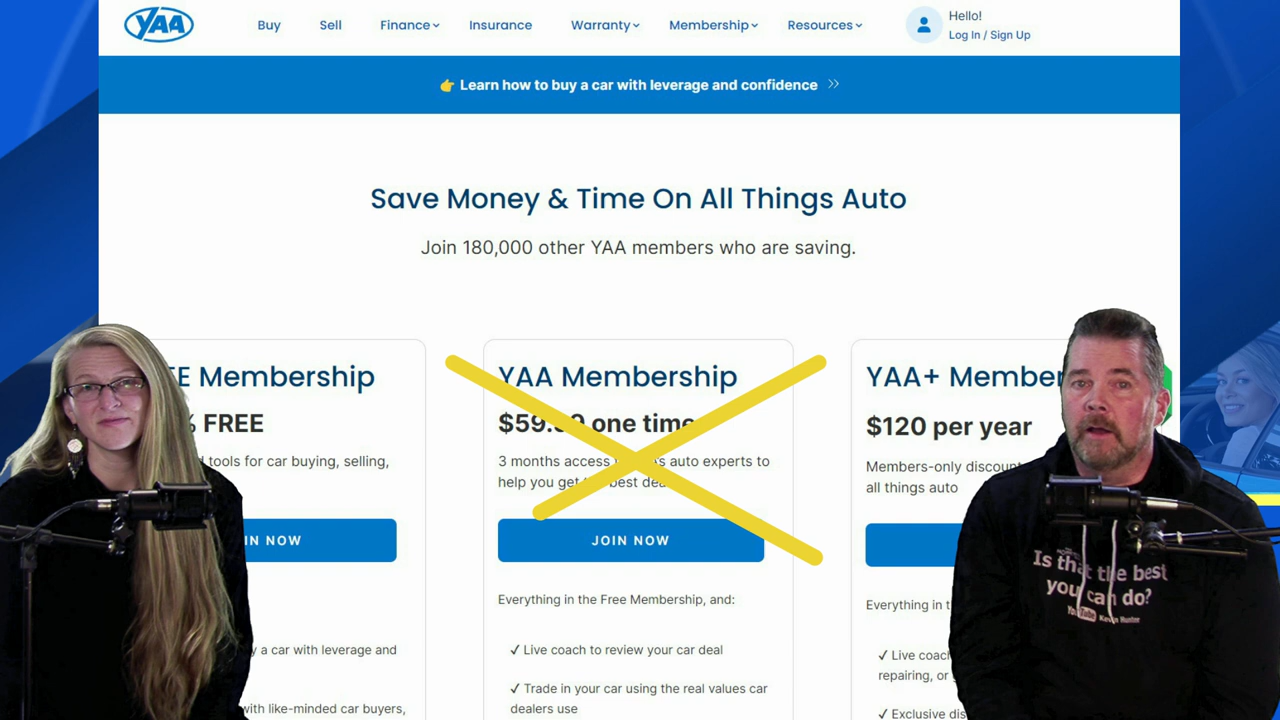 YAA
Buy
Sell
Finance
Insurance
Warranty
Membership
Resources
Hello!
Log In / Sign Up
👉 Learn how to buy a car with leverage and confidence >>
Save Money & Time On All Things Auto
Join 180,000 other YAA members who are saving.
Membership
FREE
tools for car buying, selling,
NOW
y a car with leverage and
with like-minded car buyers,
YAA Membership
one time
3 months access auto experts to
help you get best
JOIN NOW
Everything in the Free Membership, and:
✓ Live coach to review your car deal
✓ Trade in your car using the real values car
dealers use
YAA+
$120 per year
Members-only
all things auto
Everything in
✓ Live
repairing, or
✓ Exclusive
Is that the best
you can do?
YouTube Kevin Hunter